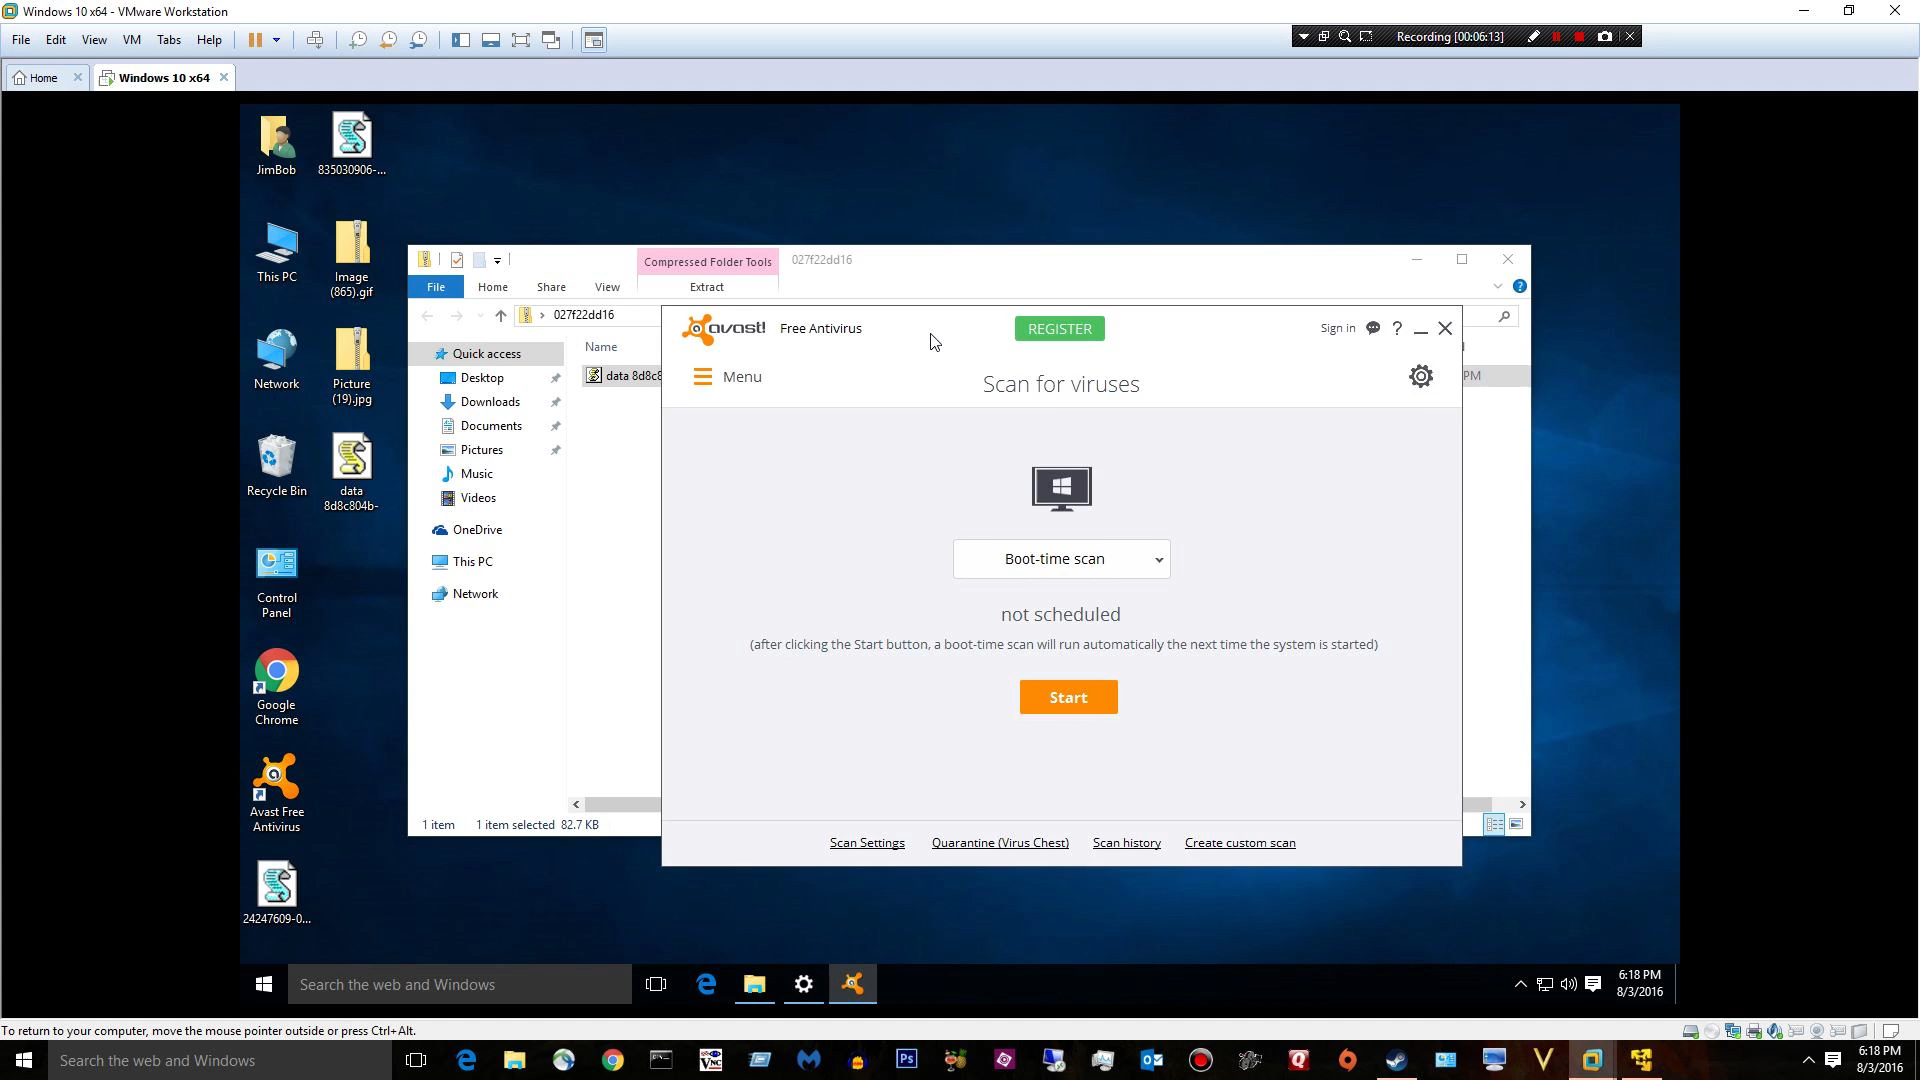 Windows 10 x64 - VMware Workstation
File Edit View VM Tabs Help
Recording [00:06:13]
Home
Windows 10 x64
JimBob
835030906-...
This PC
Image
(865).gif
Network
Picture
(19).jpg
Recycle Bin
data
8d8c804b-
Control
Panel
Google
Chrome
Avast Free
Antivirus
24247609-0...
Compressed Folder Tools
027f22dd16
File
Home
Share
View
Extract
027f22dd16
Quick access
Desktop
Downloads
Documents
Pictures
Music
Videos
OneDrive
This PC
Network
Name
data 8d8c8
PM
1 item
1 item selected 82.7 KB
avast!
Free Antivirus
REGISTER
Sign in
?
Menu
Scan for viruses
Boot-time scan
not scheduled
(after clicking the Start button, a boot-time scan will run automatically the next time the system is started)
Start
Scan Settings
Quarantine (Virus Chest)
Scan history
Create custom scan
Search the web and Windows
6:18 PM
8/3/2016
To return to your computer, move the mouse pointer outside or press Ctrl+Alt.
Search the web and Windows
VNC
Ps
6:18 PM
8/3/2016